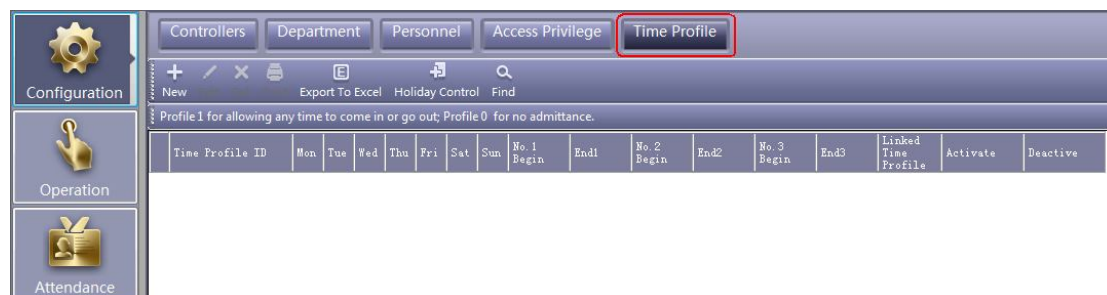 Controllers Department Personnel Access Privilege Time Profile
Configuration
New Export To Excel Holiday Control Find
Profile 1 for allowing any time to come in or go out; Profile 0 for no admittance.
Time Profile ID Mon Tue Wed Thu Fri Sat Sun No.1 Begin End1 No.2 Begin End2 No.3 Begin End3 Linked Time Profile Activate Deactive
Operation
Attendance